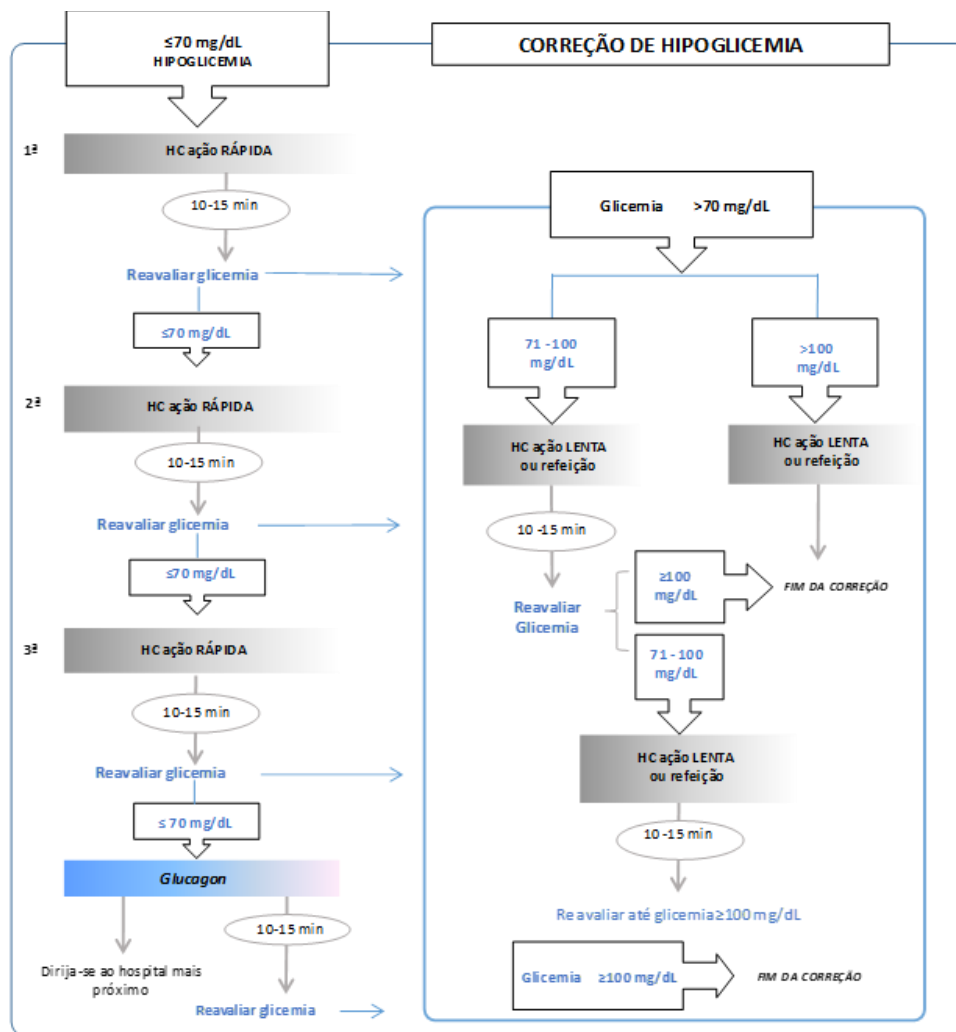 ≤70 mg/dL
HIPOGLICEMIA
CORREÇÃO DE HIPOGLICEMIA
1ª
HC ação RÁPIDA
10-15 min
Reavaliar glicemia
≤70 mg/dL
2ª
HC ação RÁPIDA
10-15 min
Reavaliar glicemia
≤70 mg/dL
3ª
HC ação RÁPIDA
10-15 min
Reavaliar glicemia
≤ 70 mg/dL
Glucagon
10-15 min
Dirija-se ao hospital mais
próximo
Reavaliar glicemia
Glicemia >70 mg/dL
71 - 100
mg/dL
>100
mg/dL
HC ação LENTA
ou refeição
HC ação LENTA
ou refeição
10 -15 min
Reavaliar
Glicemia
≥100
mg/dL
FIM DA CORREÇÃO
71 - 100
mg/dL
HC ação LENTA
ou refeição
10 -15 min
Reavaliar até glicemia≥100 mg/dL
Glicemia ≥100 mg/dL
FIM DA CORREÇÃO